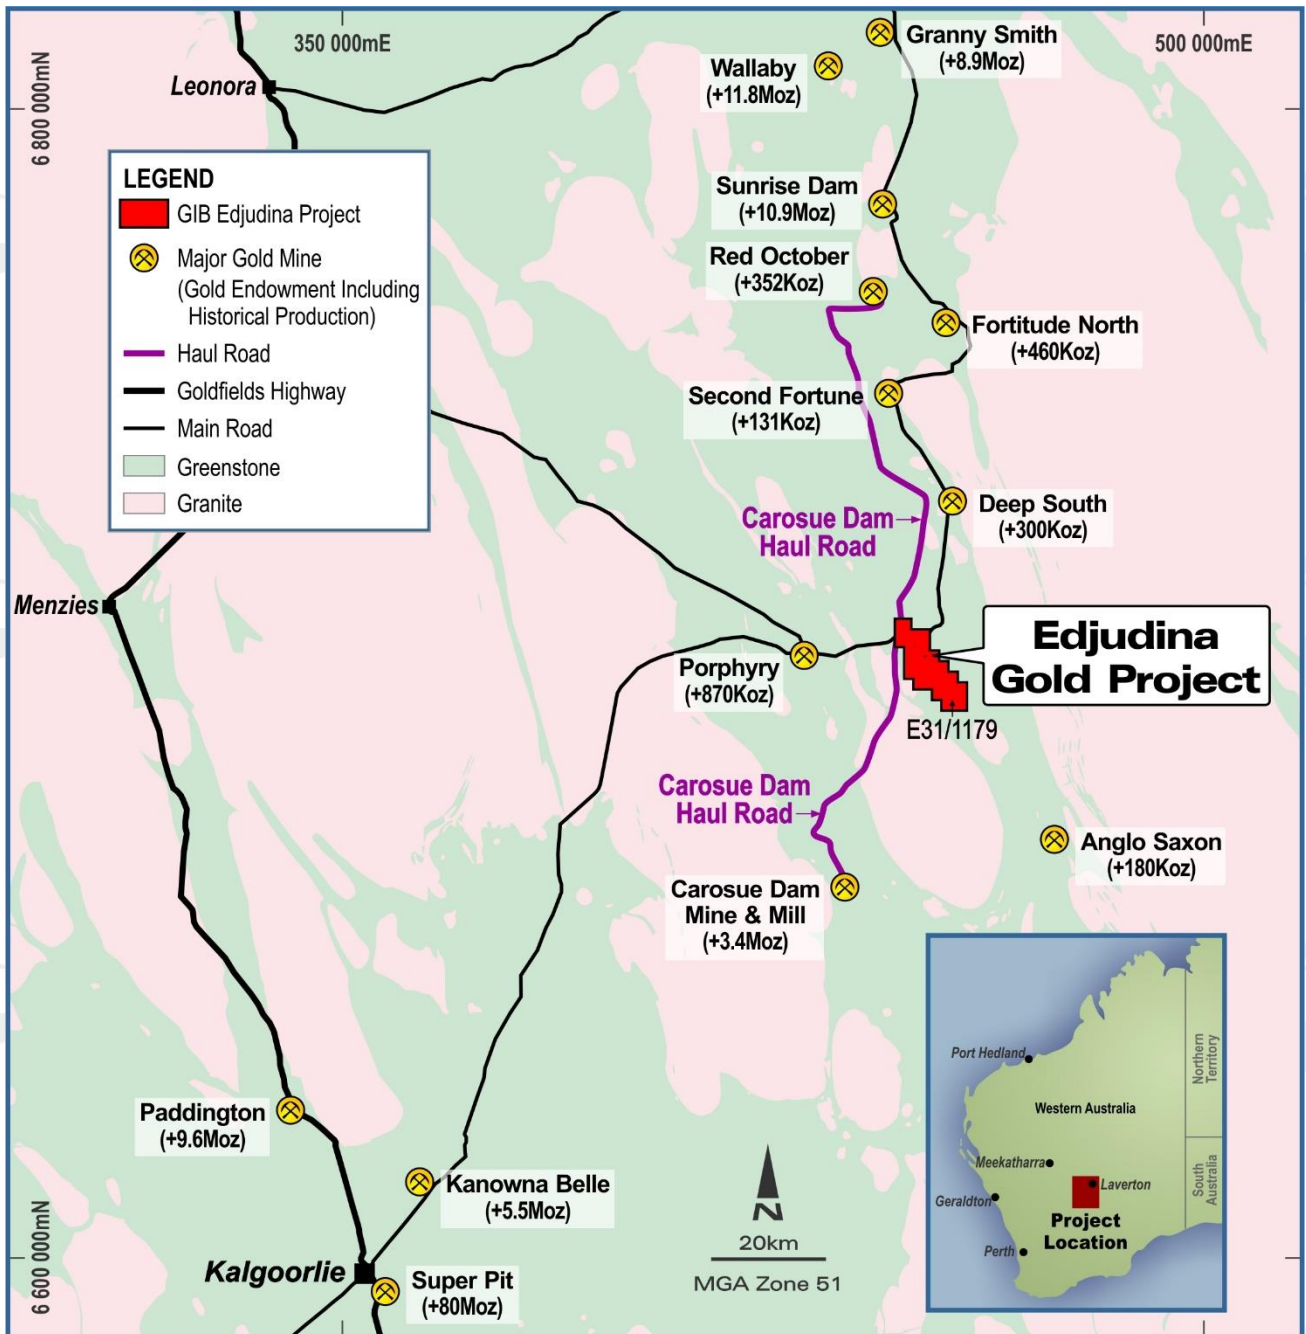 350 000mE
500 000mE
6 800 000mN
6 600 000mN
Leonora
Granny Smith
(+8.9Moz)
Wallaby
(+11.8Moz)
LEGEND
GIB Edjudina Project
Major Gold Mine
(Gold Endowment Including
Historical Production)
Haul Road
Goldfields Highway
Main Road
Greenstone
Granite
Sunrise Dam
(+10.9Moz)
Red October
(+352Koz)
Fortitude North
(+460Koz)
Second Fortune
(+131Koz)
Deep South
(+300Koz)
Carosue Dam
Haul Road
Menzies
Edjudina
Gold Project
Porphyry
(+870Koz)
E31/1179
Carosue Dam
Haul Road
Anglo Saxon
(+180Koz)
Carosue Dam
Mine & Mill
(+3.4Moz)
Paddington
(+9.6Moz)
Kanowna Belle
(+5.5Moz)
Kalgoorlie
Super Pit
(+80Moz)
N
20km
MGA Zone 51
Port Hedland
Northern
Territory
Western Australia
Meekatharra
Laverton
South
Australia
Geraldton
Project
Location
Perth